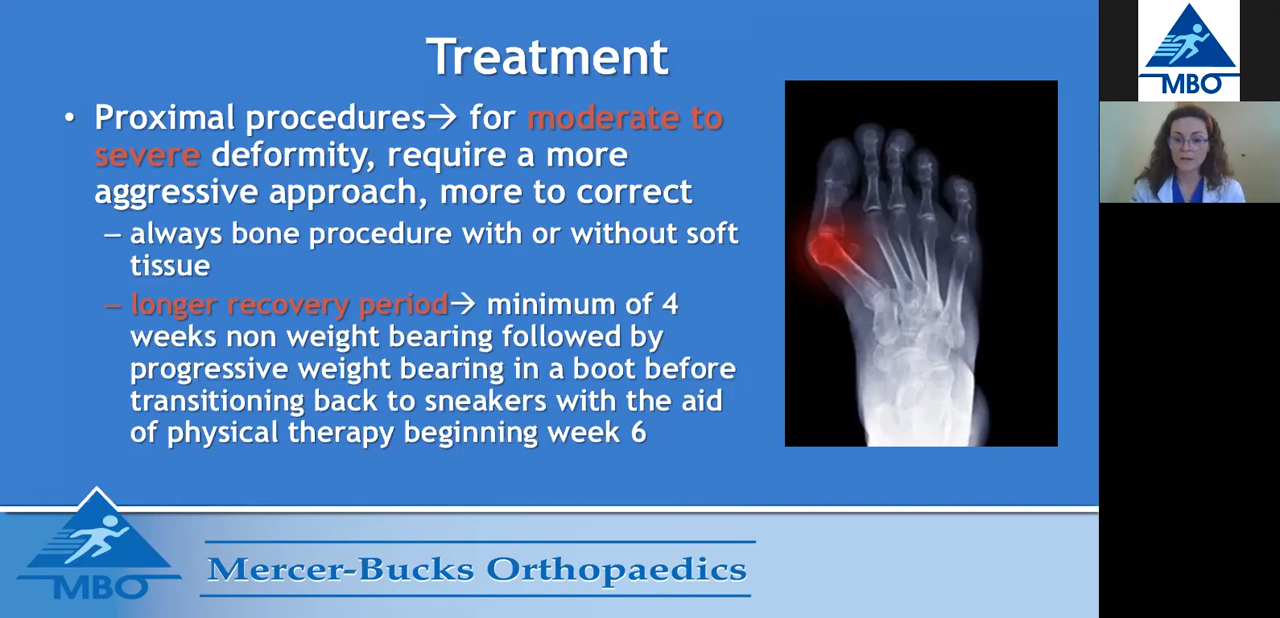 Treatment
• Proximal procedures→ for moderate to
severe deformity, require a more
aggressive approach, more to correct
– always bone procedure with or without soft
tissue
– longer recovery period→ minimum of 4
weeks non weight bearing followed by
progressive weight bearing in a boot before
transitioning back to sneakers with the aid
of physical therapy beginning week 6
MBO
Mercer-Bucks Orthopaedics
MBO